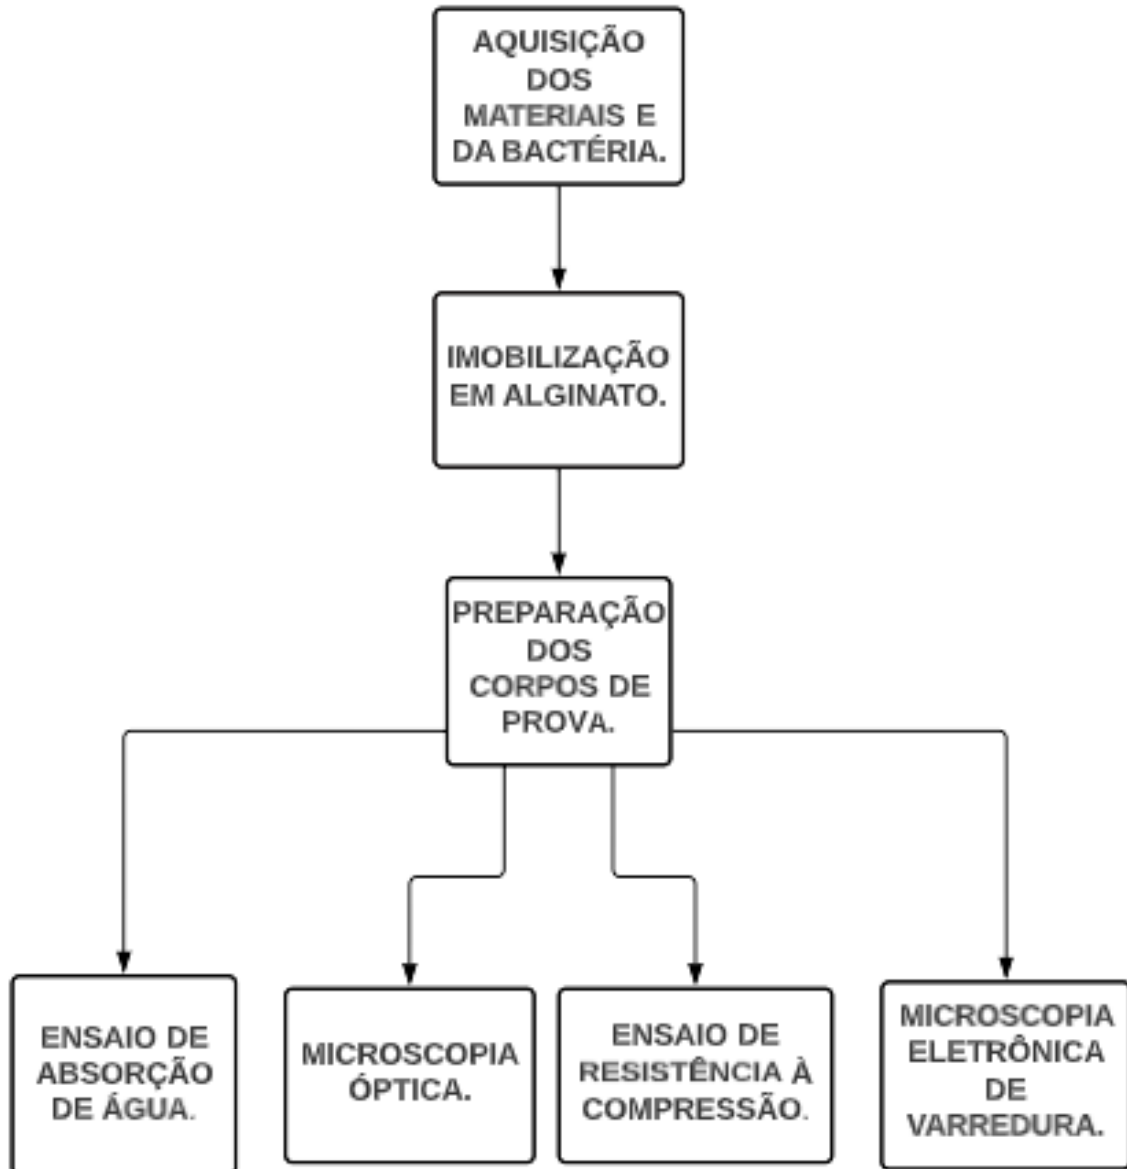 AQUISIÇÃO
DOS
MATERIAIS E
DA BACTÉRIA.
IMOBILIZAÇÃO
EM ALGINATO.
PREPARAÇÃO
DOS
CORPOS DE
PROVA.
ENSAIO DE
ABSORÇÃO
DE ÁGUA.
MICROSCOPIA
ÓPTICA.
ENSAIO DE
RESISTÊNCIA À
COMPRESSÃO.
MICROSCOPIA
ELETRÔNICA
DE
VARREDURA.